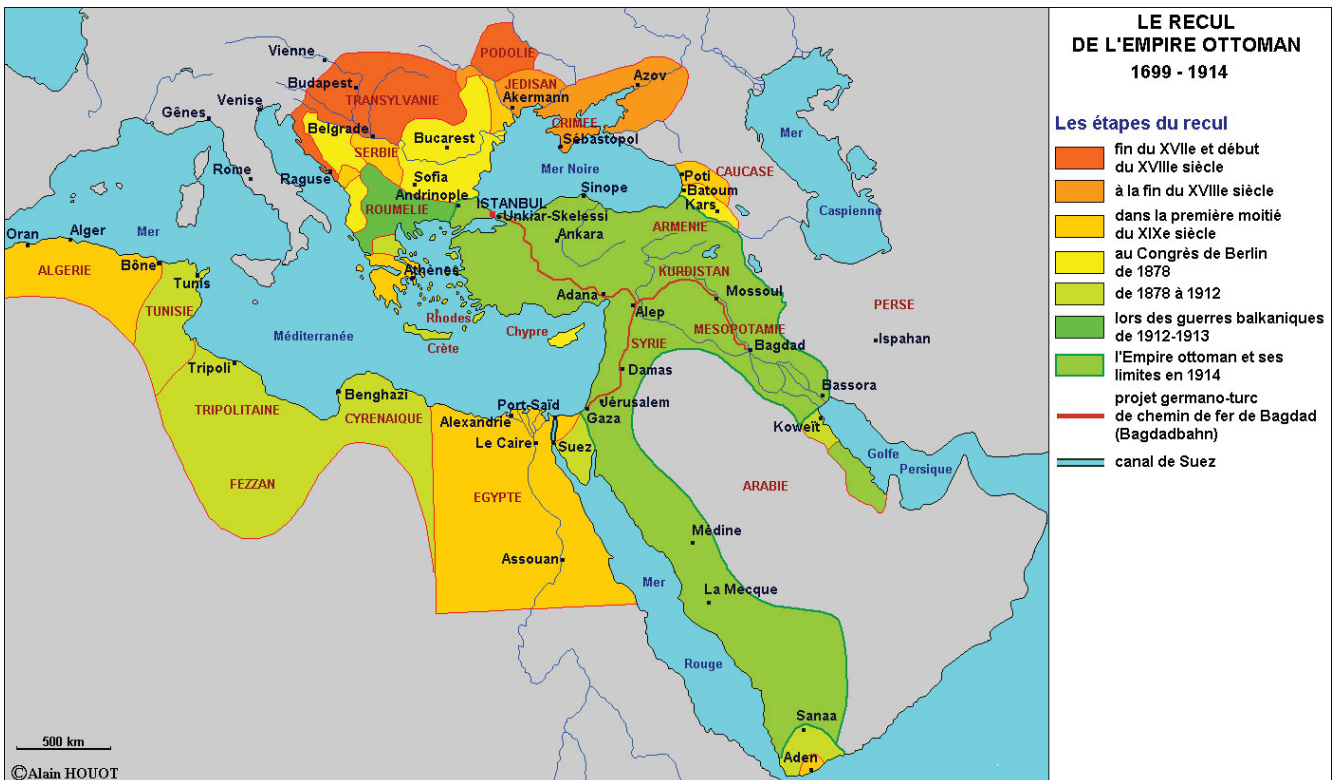 LE RECUL
DE L'EMPIRE OTTOMAN
1699 - 1914
Les étapes du recul
fin du XVIIe et début
du XVIIIe siècle
à la fin du XVIIIe siècle
dans la première moitié
du XIXe siècle
au Congrès de Berlin
de 1878
de 1878 à 1912
lors des guerres balkaniques
de 1912-1913
l'Empire ottoman et ses
limites en 1914
projet germano-turc
de chemin de fer de Bagdad
(Bagdadbahn)
canal de Suez
Vienne
PODOLIE
Budapest
TRANSYLVANIE
JEDISAN
Azov
Akermann
Venise
Gênes
CRIMEE
Belgrade
Bucarest
Sébastopol
Mer
SERBIE
Mer Noire
CAUCASE
Poti
Rome
Raguse
Sofia
Sinope
Batoum
Andrinople
Kars
ISTANBUL
ROUMELIE
Unkiar-Skelessi
Caspienne
Oran
Alger
Mer
Ankara
ARMENIE
Bône
Athènes
KURDISTAN
ALGERIE
Tunis
Adana
Mossoul
PERSE
TUNISIE
Rhodes
Alep
Méditerranée
Chypre
MESOPOTAMIE
Ispahan
Crète
SYRIE
Bagdad
Tripoli
Damas
Benghazi
Bassora
TRIPOLITAINE
Port-Saïd
Jérusalem
CYRENAIQUE
Alexandrie
Gaza
Koweït
Le Caire
Suez
Golfe
Persique
FEZZAN
EGYPTE
ARABIE
Médine
Assouan
Mer
La Mecque
Rouge
Sanaa
500 km
Aden
©Alain HOUOT